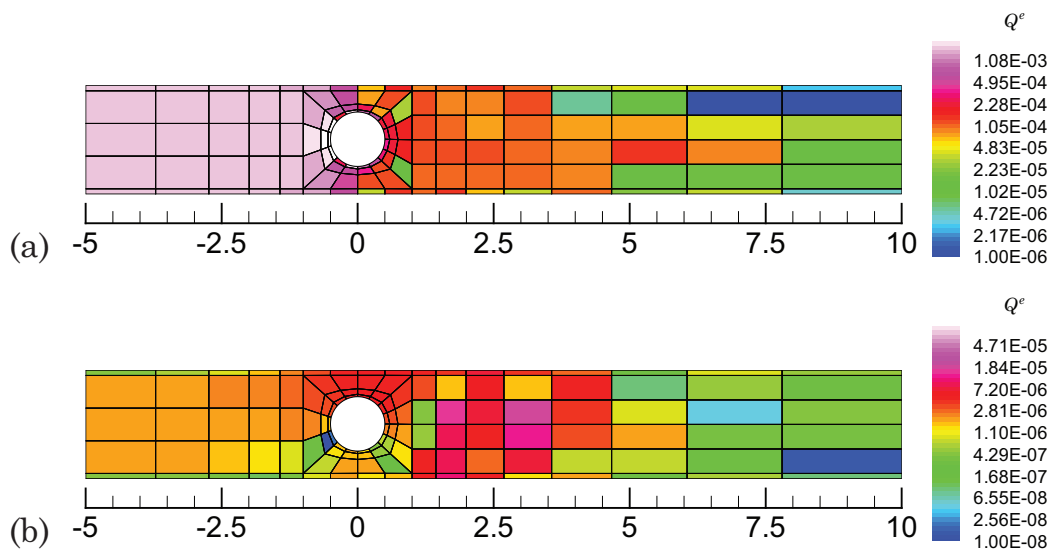 Qᵉ
1.08E-03
4.95E-04
2.28E-04
1.05E-04
4.83E-05
2.23E-05
1.02E-05
4.72E-06
2.17E-06
1.00E-06
(a) -5 -2.5 0 2.5 5 7.5 10
Qᵉ
4.71E-05
1.84E-05
7.20E-06
2.81E-06
1.10E-06
4.29E-07
1.68E-07
6.55E-08
2.56E-08
1.00E-08
(b) -5 -2.5 0 2.5 5 7.5 10